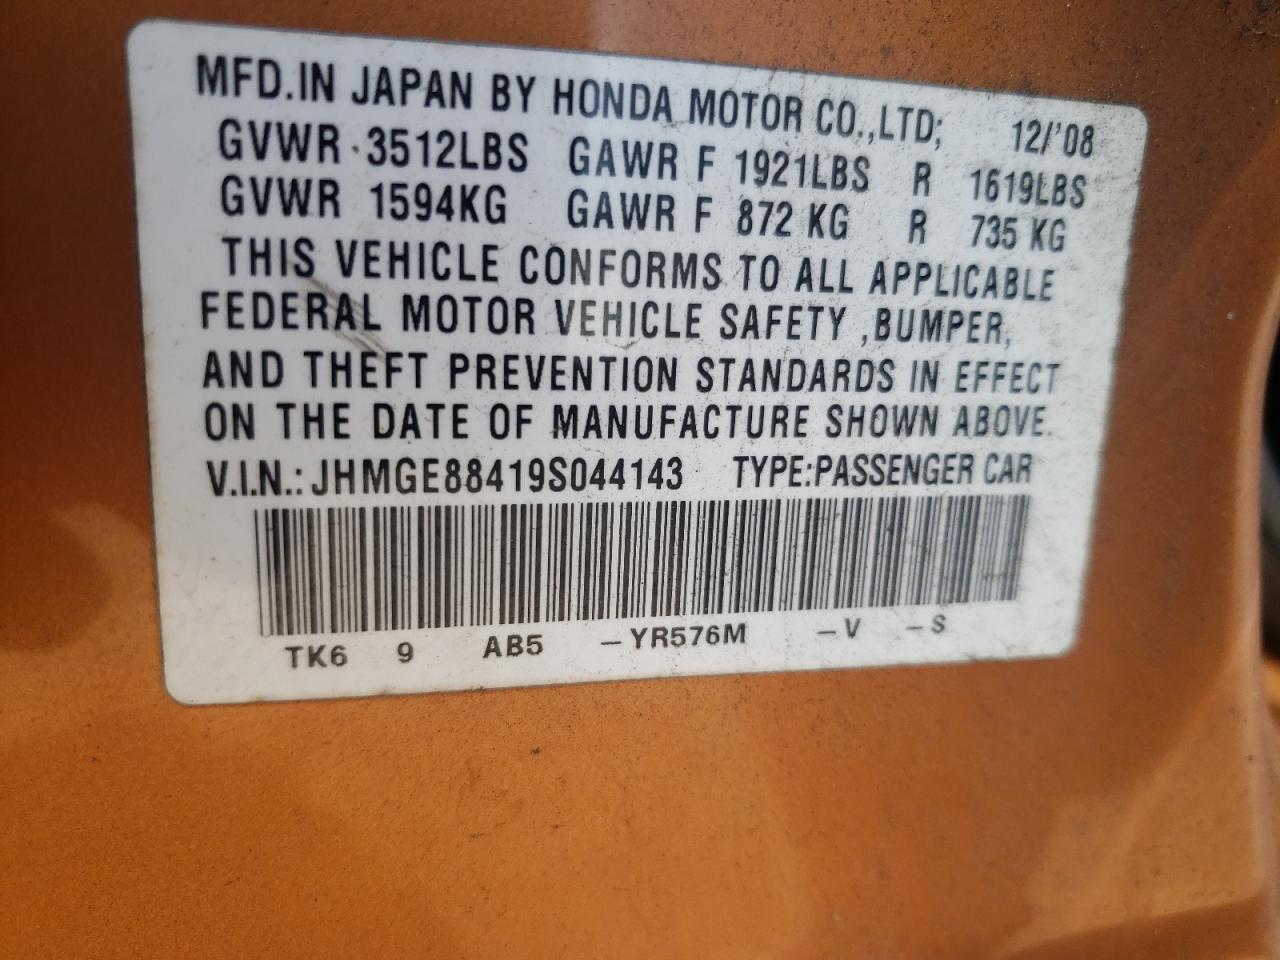 MFD.IN JAPAN BY HONDA MOTOR CO.,LTD; 12/'08
GVWR 3512LBS GAWR F 1921LBS R 1619LBS
GVWR 1594KG GAWR F 872 KG R 735 KG
THIS VEHICLE CONFORMS TO ALL APPLICABLE
FEDERAL MOTOR VEHICLE SAFETY ,BUMPER,
AND THEFT PREVENTION STANDARDS IN EFFECT
ON THE DATE OF MANUFACTURE SHOWN ABOVE.
V.I.N.: JHMGE88419S044143 TYPE:PASSENGER CAR
TK6 9 AB5 –YR576M –V –S